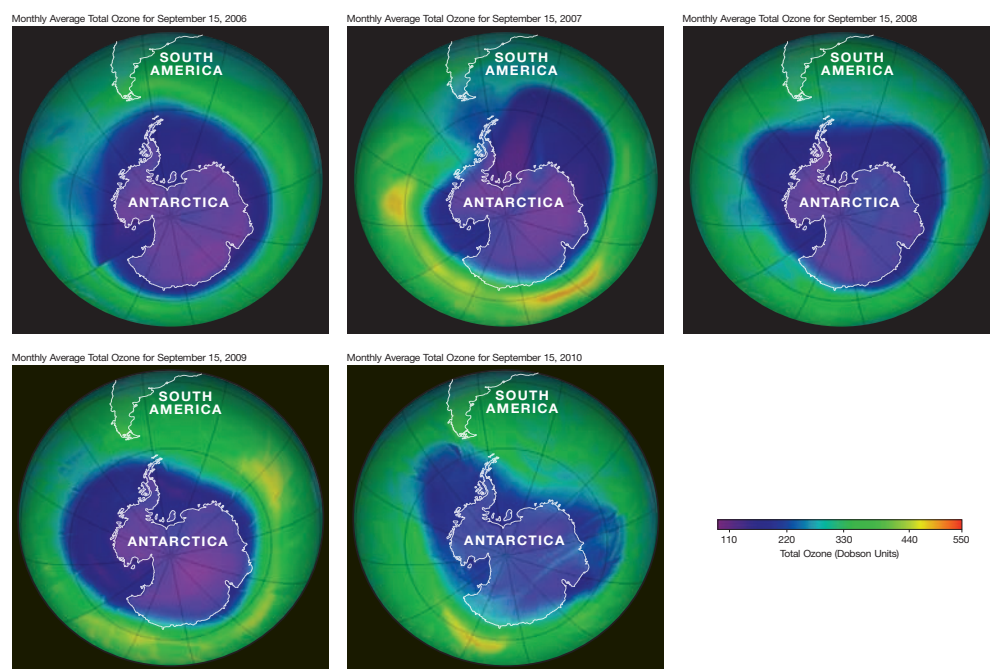 Monthly Average Total Ozone for September 15, 2006
SOUTH
AMERICA
ANTARCTICA
Monthly Average Total Ozone for September 15, 2007
SOUTH
AMERICA
ANTARCTICA
Monthly Average Total Ozone for September 15, 2008
SOUTH
AMERICA
ANTARCTICA
Monthly Average Total Ozone for September 15, 2009
SOUTH
AMERICA
ANTARCTICA
Monthly Average Total Ozone for September 15, 2010
SOUTH
AMERICA
ANTARCTICA
110 220 330 440 550
Total Ozone (Dobson Units)